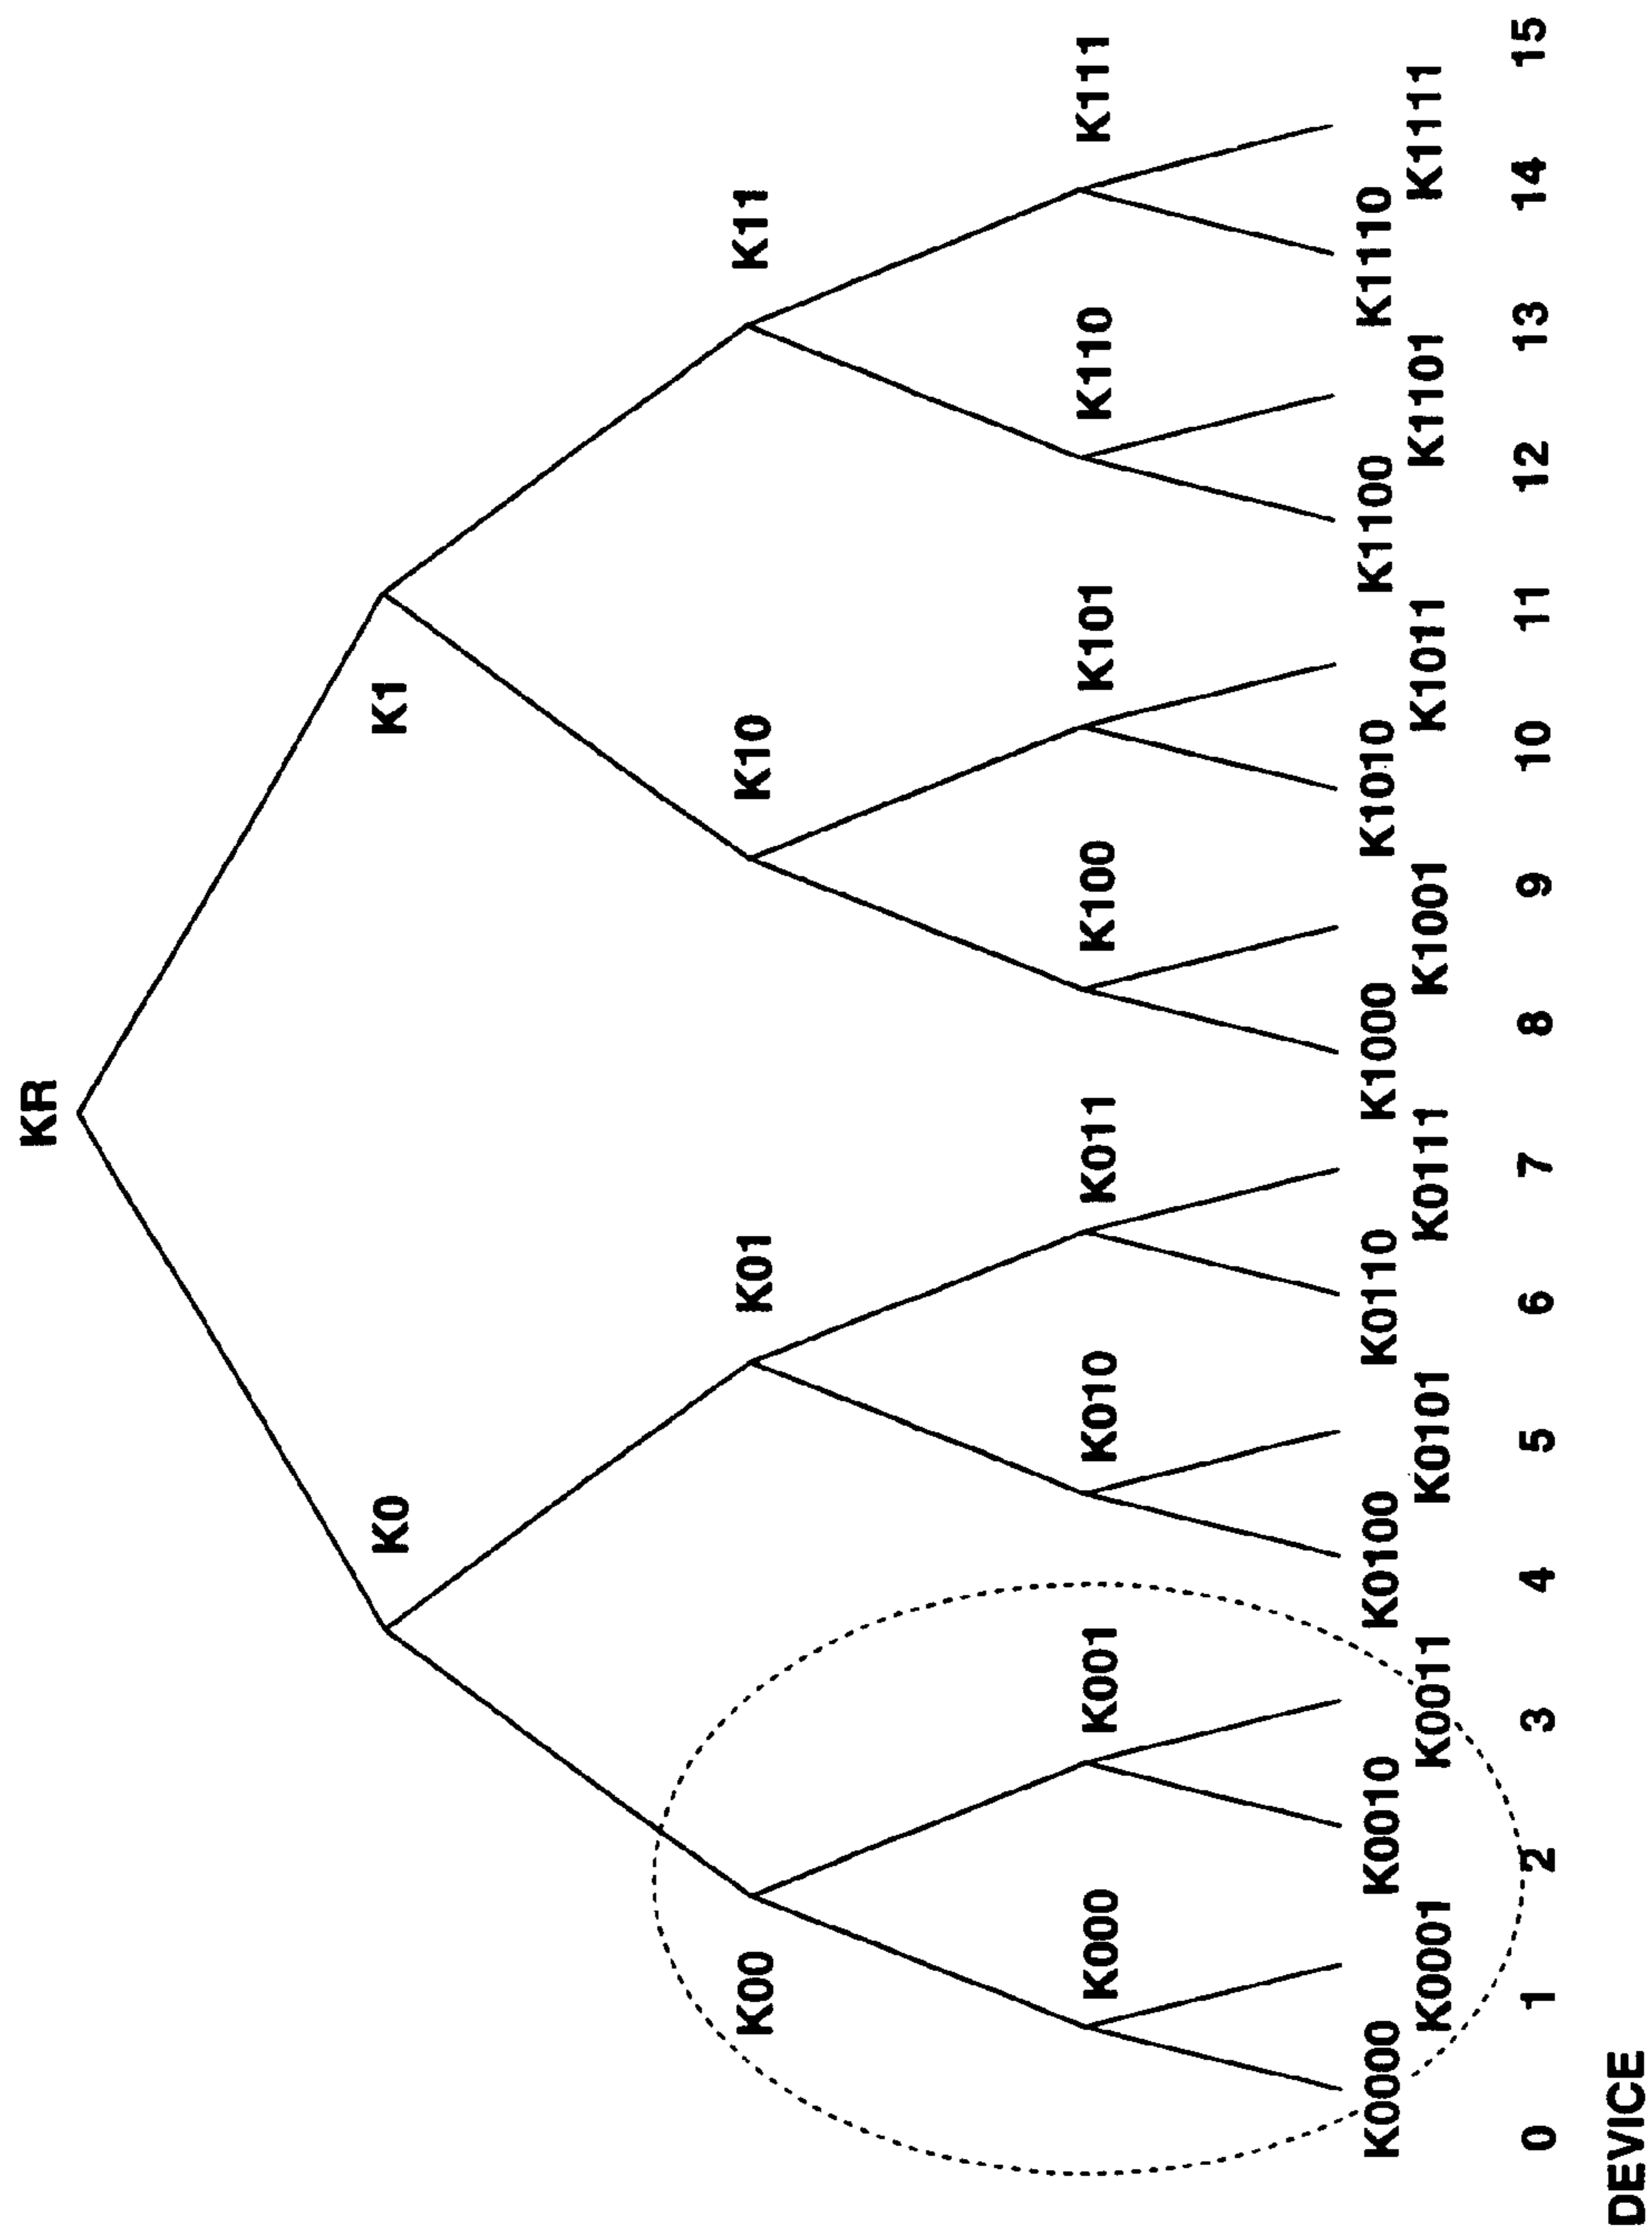 KR
K0 K1
K00 K01 K10 K11
K000 K001 K010 K011 K100 K101 K110 K111
K0000 K0010 K0100 K0110 K1000 K1010 K1100 K1110
K0001 K0011 K0101 K0111 K1001 K1011 K1101 K1111
0 1 2 3 4 5 6 7 8 9 10 11 12 13 14 15
DEVICE